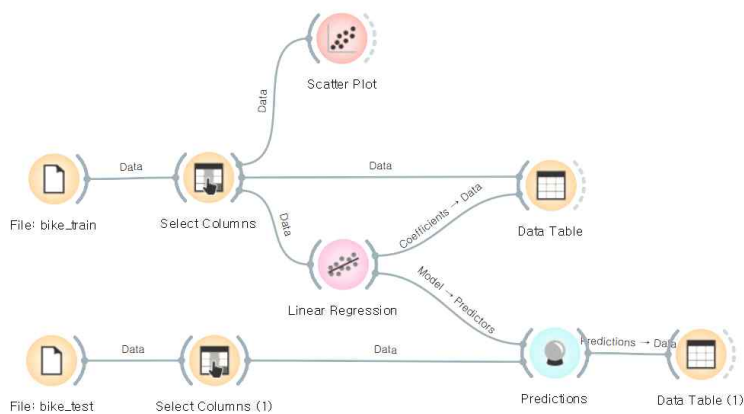 Scatter Plot
Data
Data
Data
File: bike_train
Select Columns
Data
Coefficients → Data
Data Table
Linear Regression
Model → Predictors
Data
Data
Predictions → Data
File: bike_test
Select Columns (1)
Predictions
Data Table (1)